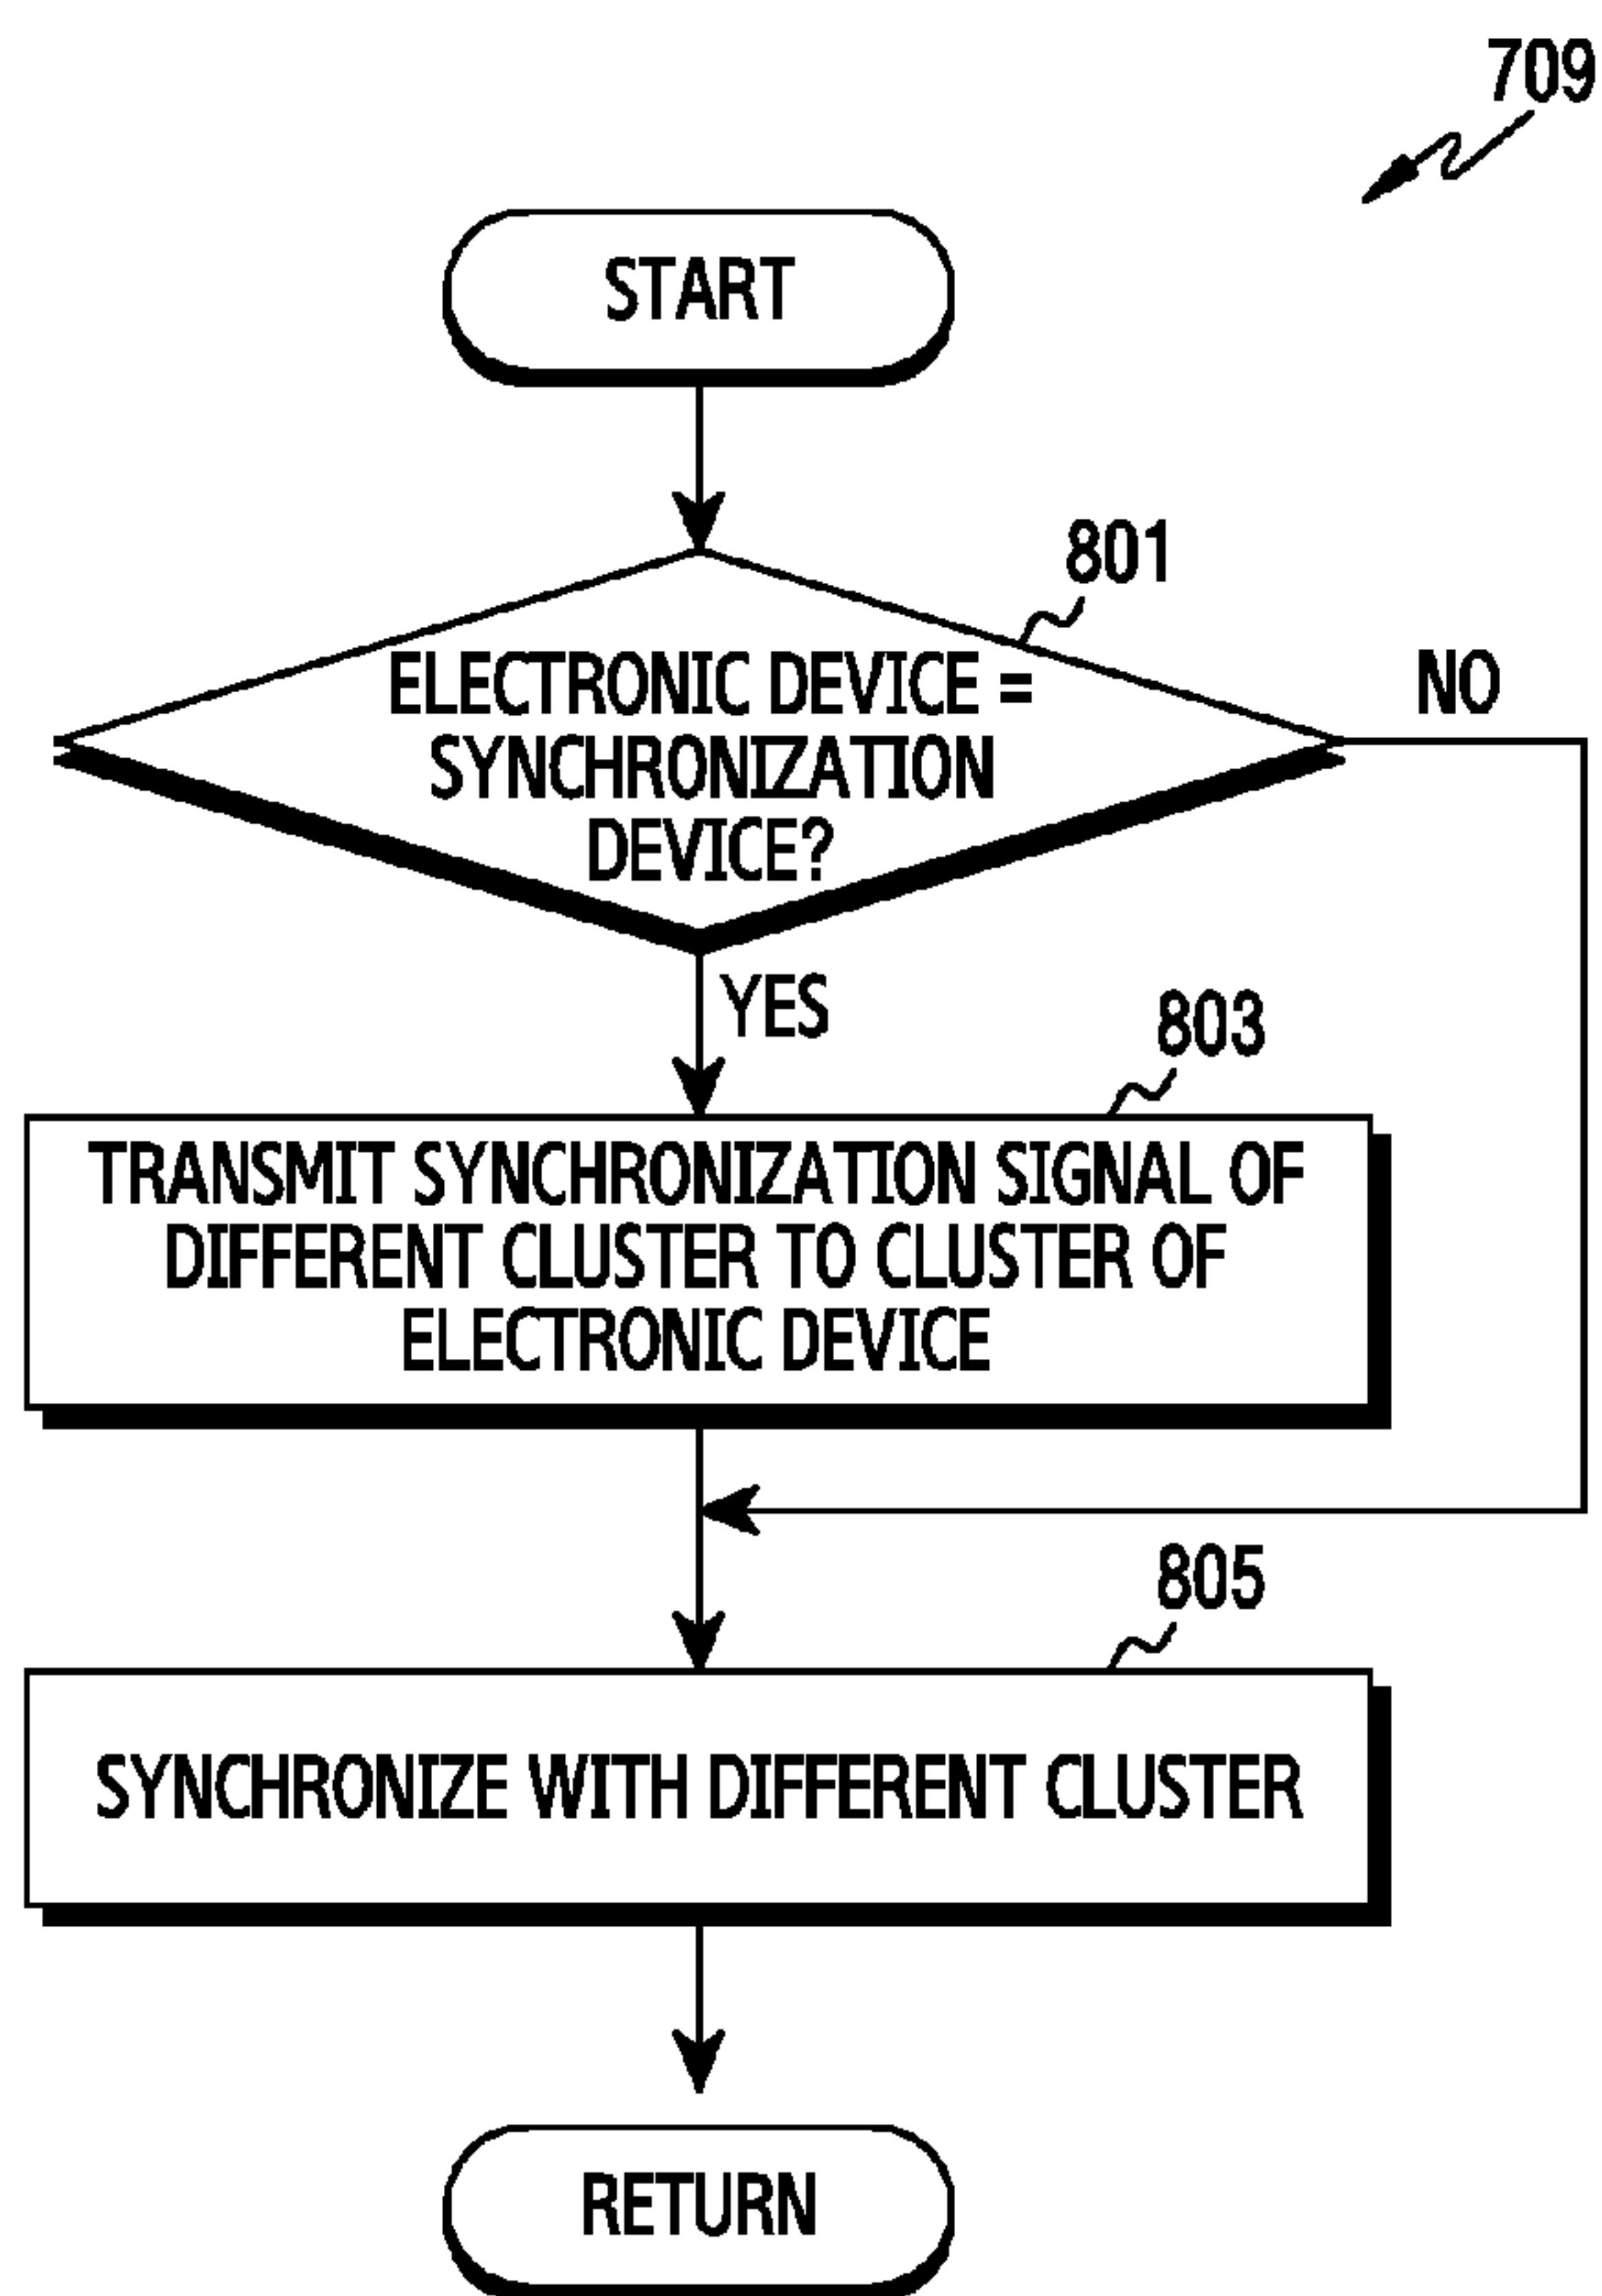 709
START
801
ELECTRONIC DEVICE =
SYNCHRONIZATION
DEVICE?
NO
YES
803
TRANSMIT SYNCHRONIZATION SIGNAL OF
DIFFERENT CLUSTER TO CLUSTER OF
ELECTRONIC DEVICE
805
SYNCHRONIZE WITH DIFFERENT CLUSTER
RETURN